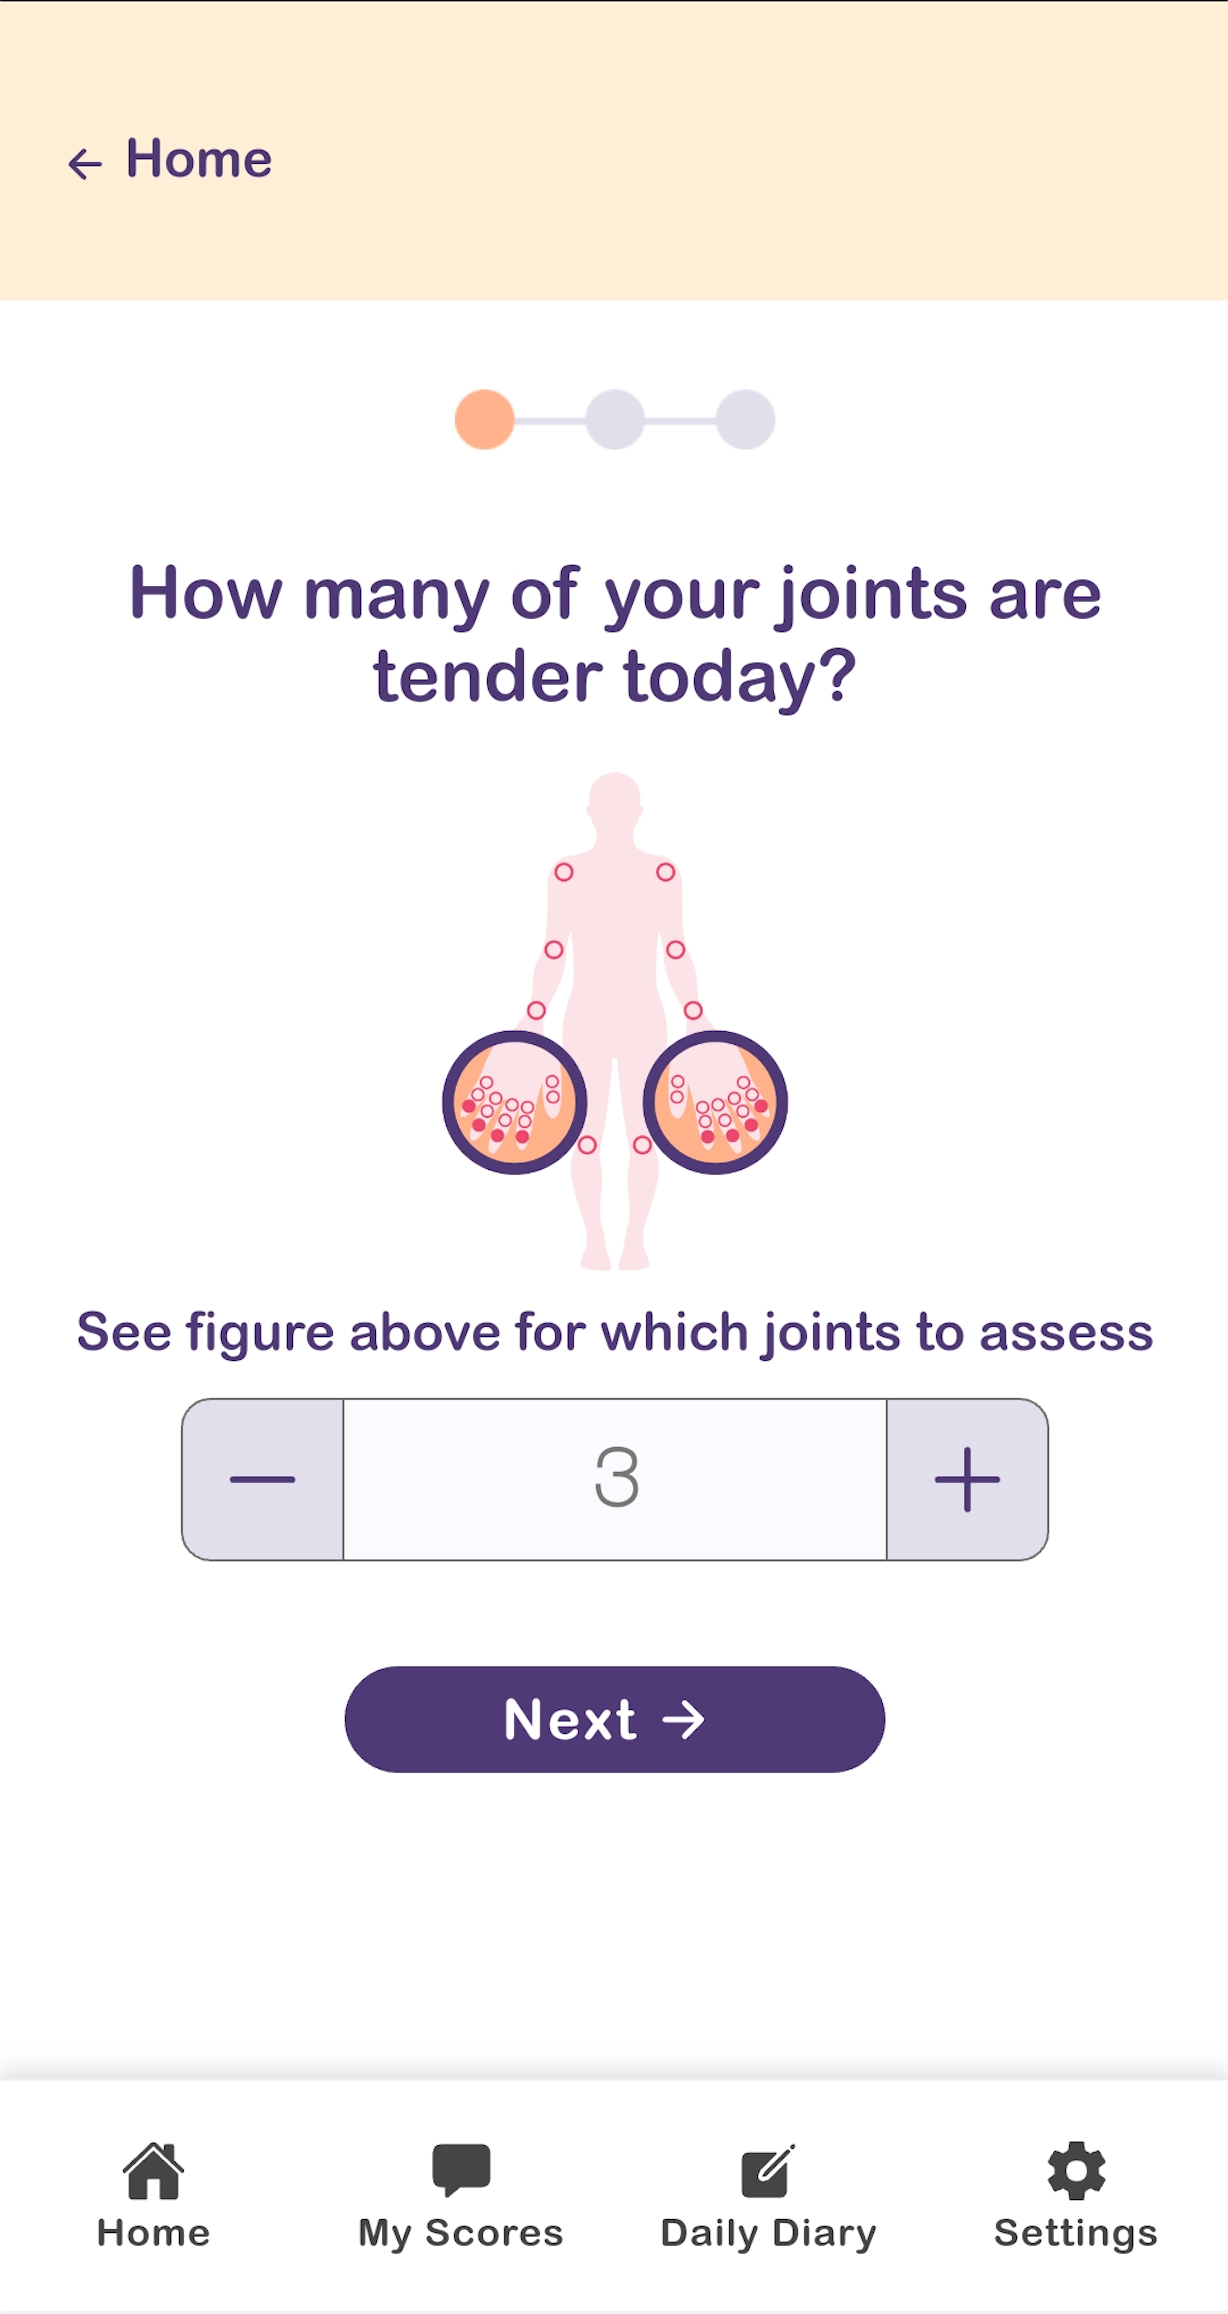 ← Home
How many of your joints are
tender today?
See figure above for which joints to assess
— 3 +
Next →
Home My Scores Daily Diary Settings